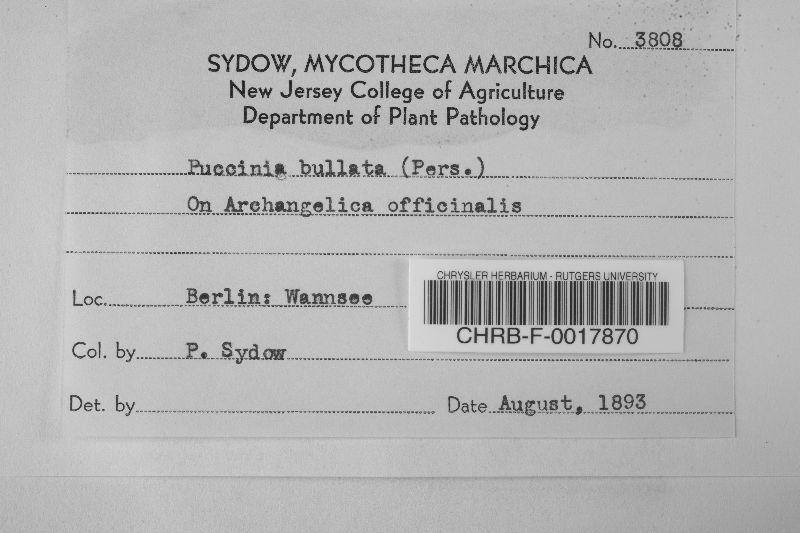 No. 3808
SYDOW, MYCOTHECA MARCHICA
New Jersey College of Agriculture
Department of Plant Pathology
Puccinia bullata (Pers.)
On Archangelica officinalis
Loc. Berlin: Wannsee
CHRYSLER HERBARIUM - RUTGERS UNIVERSITY
CHRB-F-0017870
Col. by P. Sydow
Det. by
Date August, 1893